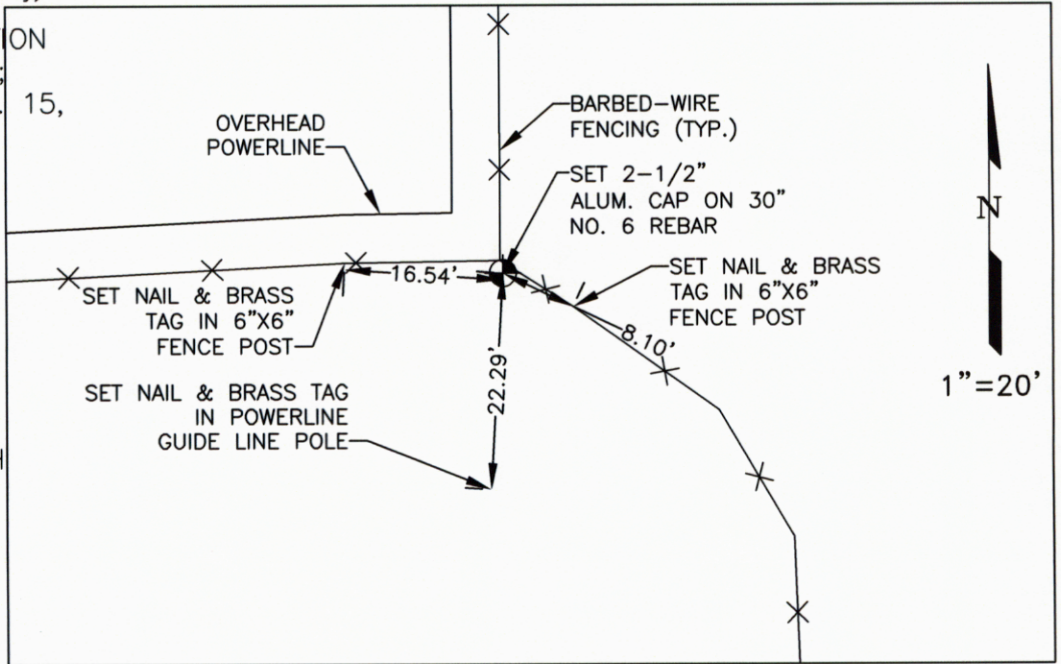 ION
15,
OVERHEAD
POWERLINE
BARBED-WIRE
FENCING (TYP.)
SET 2-1/2"
ALUM. CAP ON 30"
NO. 6 REBAR
N
1"=20'
16.54'
SET NAIL & BRASS
TAG IN 6"X6"
FENCE POST
SET NAIL & BRASS
TAG IN 6"X6"
FENCE POST
8.10'
22.29'
SET NAIL & BRASS TAG
IN POWERLINE
GUIDE LINE POLE